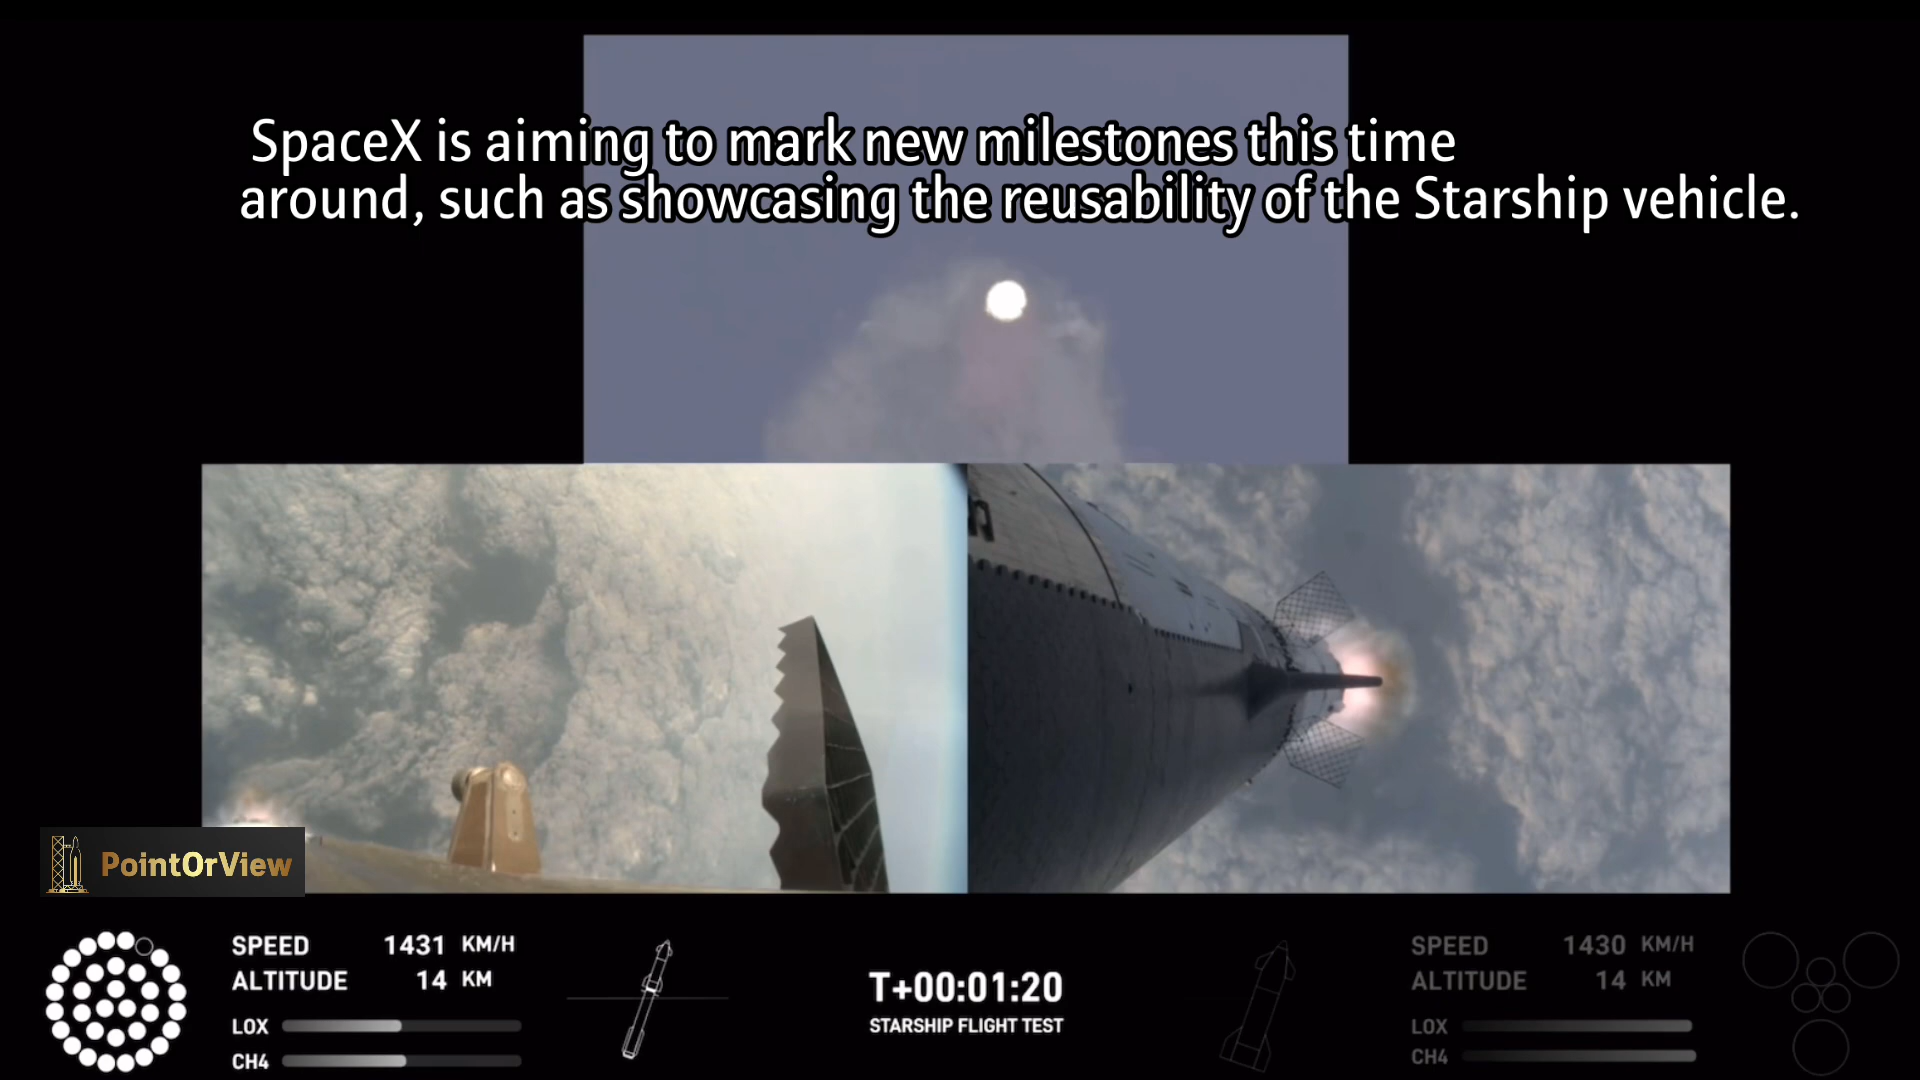 SpaceX is aiming to mark new milestones this time
around, such as showcasing the reusability of the Starship vehicle.
PointOrView
SPEED 1431 KM/H
ALTITUDE 14 KM
LOX
CH4
T+00:01:20
STARSHIP FLIGHT TEST
SPEED 1430 KM/H
ALTITUDE 14 KM
LOX
CH4